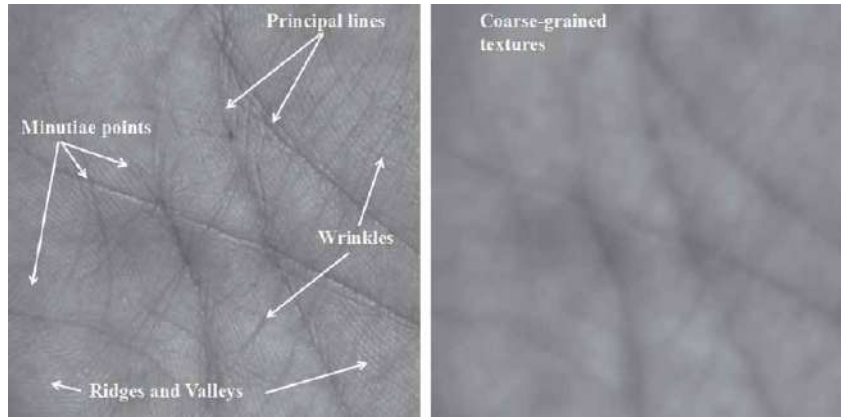 Principal lines
Minutiae points
Wrinkles
Ridges and Valleys
Coarse-grained
textures